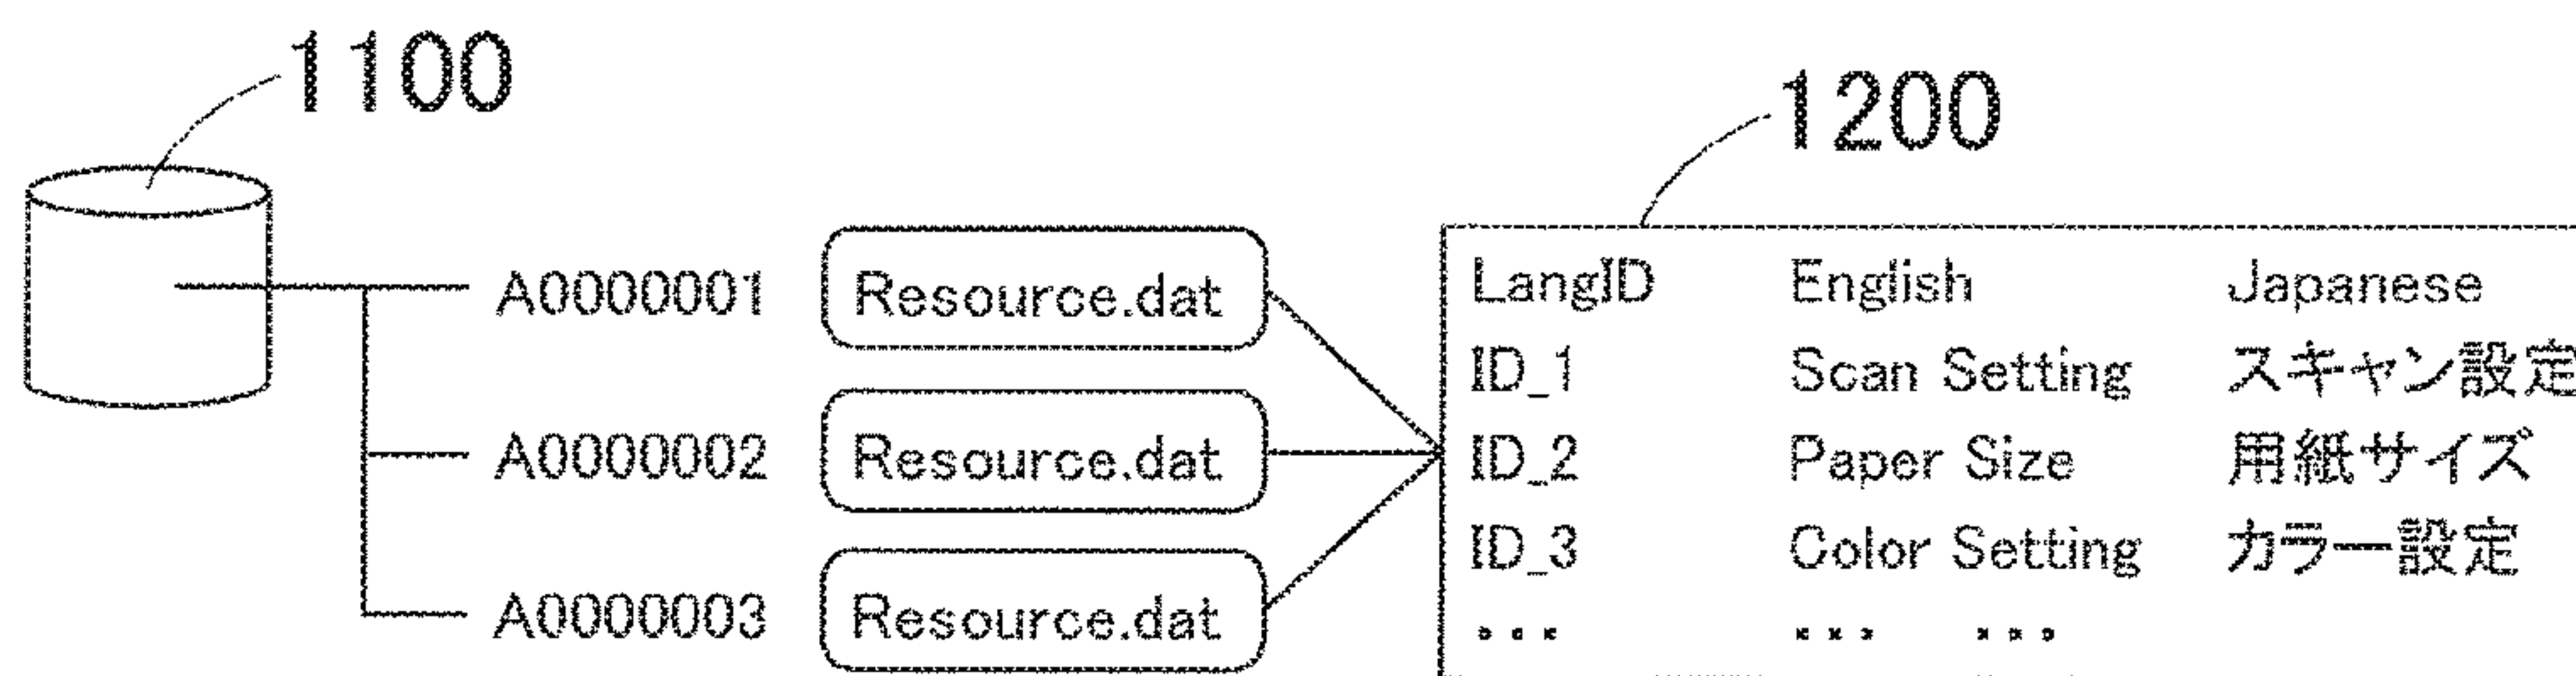 1100
1200
A0000001 Resource.dat
A0000002 Resource.dat
A0000003 Resource.dat
LangID English Japanese
ID_1 Scan Setting スキャン設定
ID_2 Paper Size 用紙サイズ
ID_3 Color Setting カラー設定
... ... ...